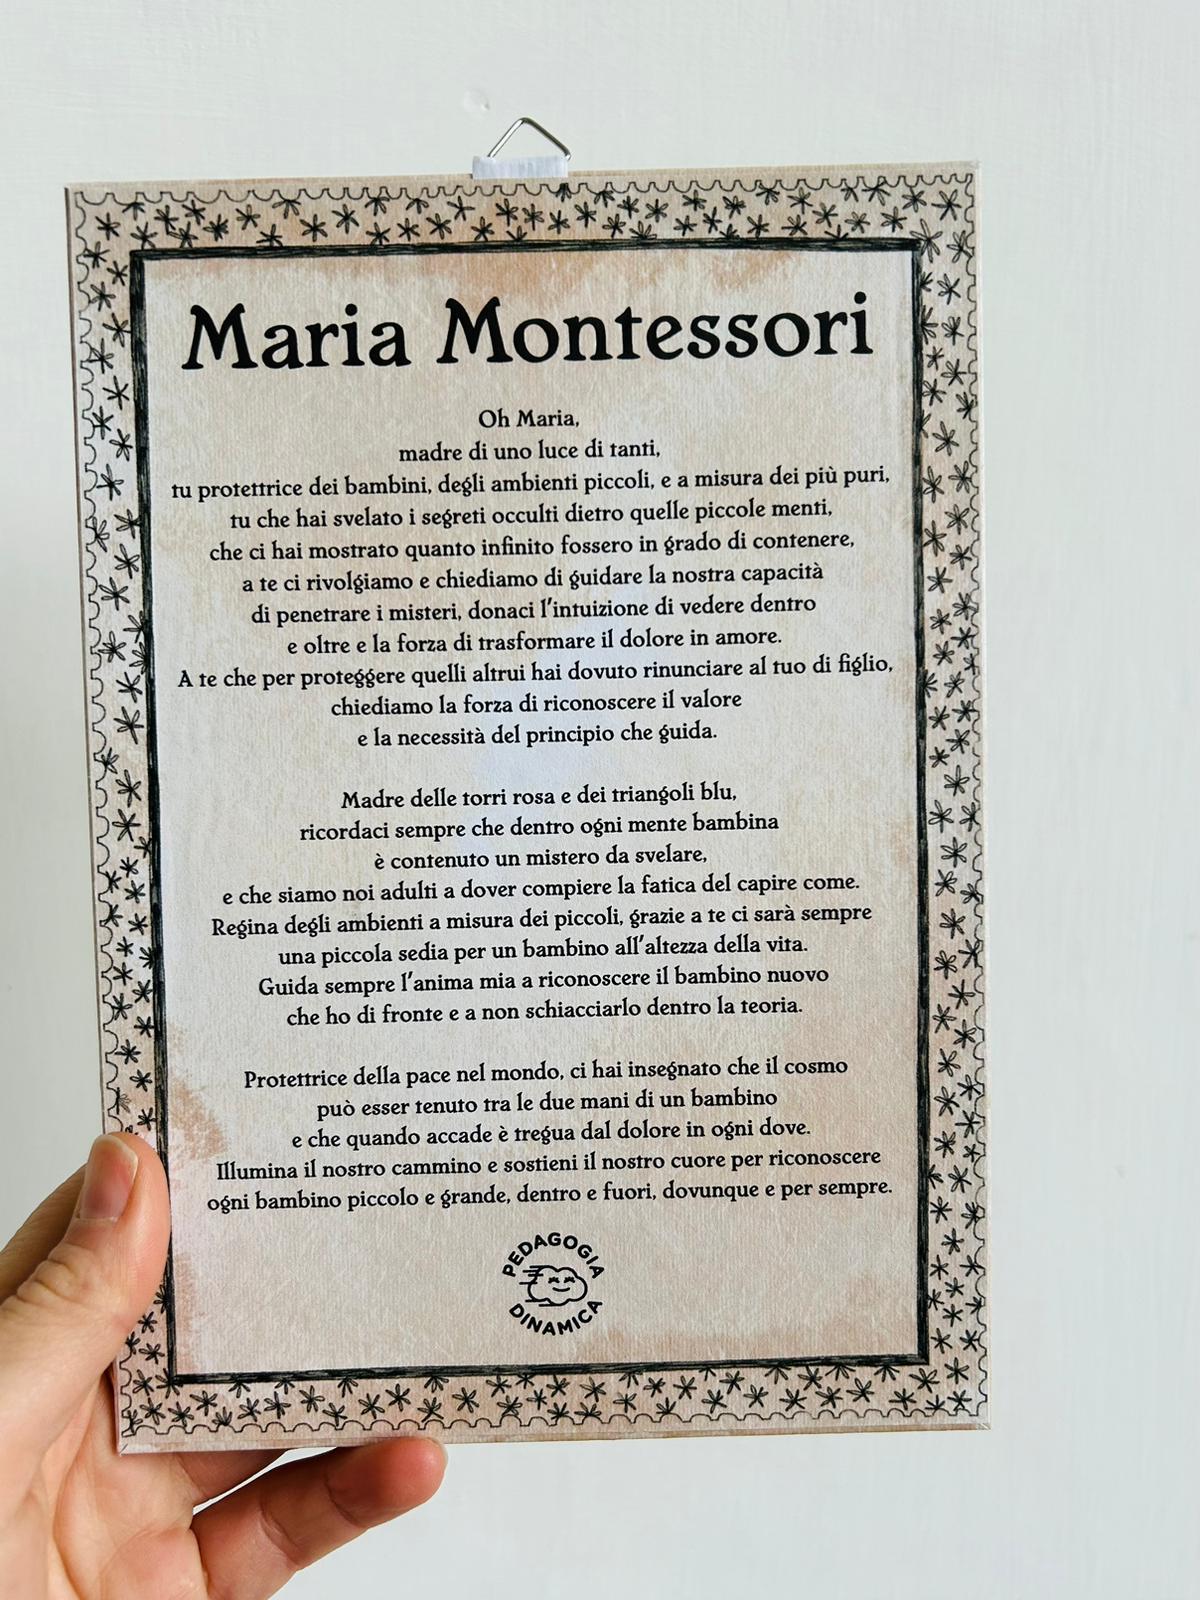 Maria Montessori
Oh Maria,
madre di uno luce di tanti,
tu protettrice dei bambini, degli ambienti piccoli, e a misura dei più puri,
tu che hai svelato i segreti occulti dietro quelle piccole menti,
che ci hai mostrato quanto infinito fossero in grado di contenere,
a te ci rivolgiamo e chiediamo di guidare la nostra capacità
di penetrare i misteri, donaci l'intuizione di vedere dentro
e oltre e la forza di trasformare il dolore in amore.
A te che per proteggere quelli altrui hai dovuto rinunciare al tuo di figlio,
chiediamo la forza di riconoscere il valore
e la necessità del principio che guida.
Madre delle torri rosa e dei triangoli blu,
ricordaci sempre che dentro ogni mente bambina
è contenuto un mistero da svelare,
e che siamo noi adulti a dover compiere la fatica del capire come.
Regina degli ambienti a misura dei piccoli, grazie a te ci sarà sempre
una piccola sedia per un bambino all'altezza della vita.
Guida sempre l'anima mia a riconoscere il bambino nuovo
che ho di fronte e a non schiacciarlo dentro la teoria.
Protettrice della pace nel mondo, ci hai insegnato che il cosmo
può esser tenuto tra le due mani di un bambino
e che quando accade è tregua dal dolore in ogni dove.
Illumina il nostro cammino e sostieni il nostro cuore per riconoscere
ogni bambino piccolo e grande, dentro e fuori, dovunque e per sempre.
PEDAGOGIA
DINAMICA